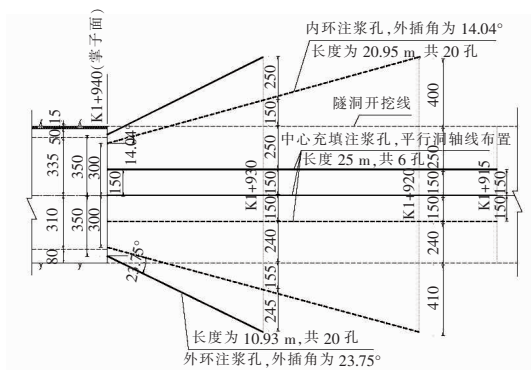 内环注浆孔,外插角为 14.04°
长度为 20.95 m,共 20 孔
隧洞开挖线
中心充填注浆孔,平行洞轴线布置
长度 25 m,共 6 孔
K1+940(掌子面)
15
50
335
310
80
350
350
300
300
14.04°
150
23.75°
250
150
250
150
150
240
155
245
K1+930
400
250
150
150
240
410
K1+920
K1+915
150
150
长度为 10.93 m,共 20 孔
外环注浆孔,外插角为 23.75°